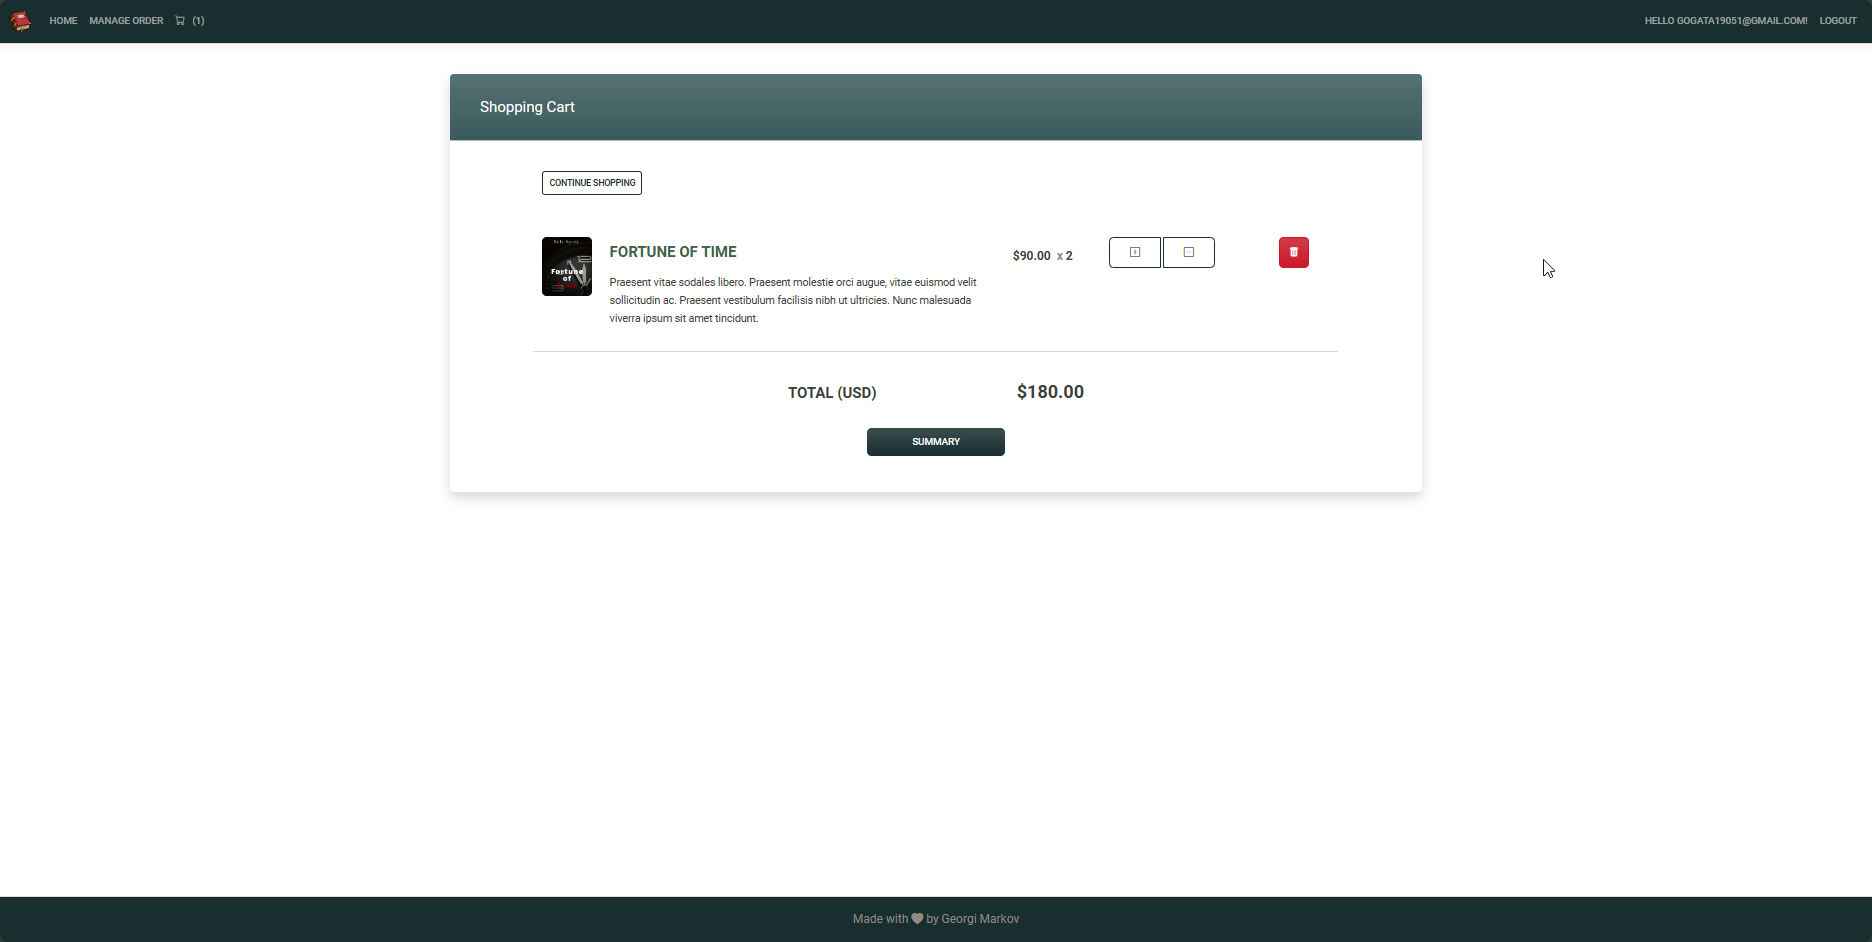 HOME MANAGE ORDER (1) HELLO GOGATA19051@GMAIL.COM! LOGOUT
Shopping Cart
CONTINUE SHOPPING
Fortune
of
FORTUNE OF TIME
$90.00 x 2
Praesent vitae sodales libero. Praesent molestie orci augue, vitae euismod velit
sollicitudin ac. Praesent vestibulum facilisis nibh ut ultricies. Nunc malesuada
viverra ipsum sit amet tincidunt.
TOTAL (USD) $180.00
SUMMARY
Made with by Georgi Markov